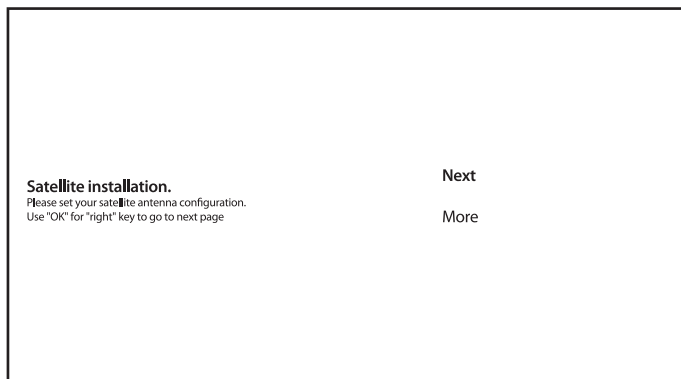 Satellite installation.
Please set your satellite antenna configuration.
Use "OK" for "right" key to go to next page
Next
More